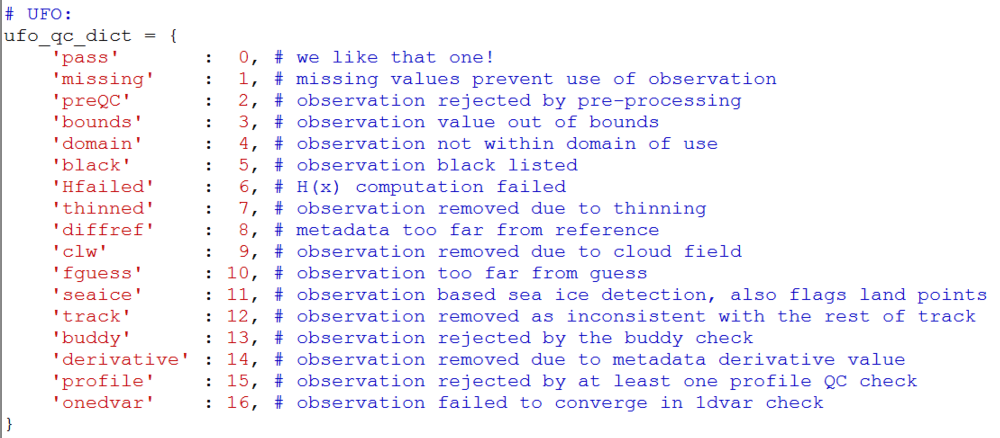 # UFO:
ufo_qc_dict = {
    'pass'       :  0, # we like that one!
    'missing'    :  1, # missing values prevent use of observation
    'preQC'      :  2, # observation rejected by pre-processing
    'bounds'     :  3, # observation value out of bounds
    'domain'     :  4, # observation not within domain of use
    'black'      :  5, # observation black listed
    'Hfailed'    :  6, # H(x) computation failed
    'thinned'    :  7, # observation removed due to thinning
    'diffref'    :  8, # metadata too far from reference
    'clw'        :  9, # observation removed due to cloud field
    'fguess'     : 10, # observation too far from guess
    'seaice'     : 11, # observation based sea ice detection, also flags land points
    'track'      : 12, # observation removed as inconsistent with the rest of track
    'buddy'      : 13, # observation rejected by the buddy check
    'derivative' : 14, # observation removed due to metadata derivative value
    'profile'    : 15, # observation rejected by at least one profile QC check
    'onedvar'    : 16, # observation failed to converge in 1dvar check
}